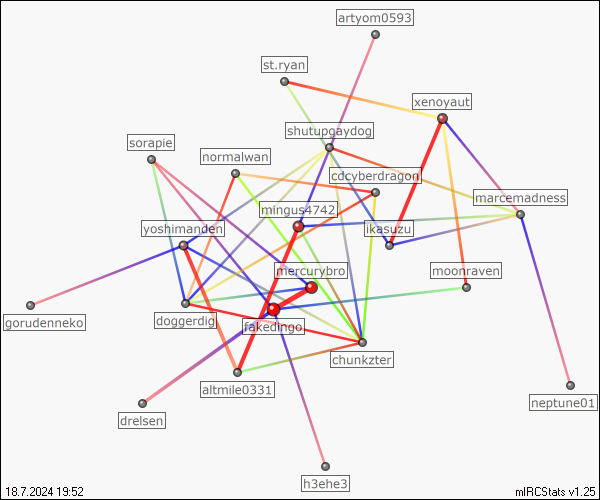 artyom0593
st.ryan
xenoyaut
shutupgaydog
sorapie
normalwan
cdcyberdragon
marcemadness
mingus4742
yoshimanden
ikasuzu
mercurybro
moonraven
gorudenneko
doggerdig
fakedingo
chunkzter
altmile0331
neptune01
drelsen
h3ehe3
18.7.2024 19:52
mIRCStats v1.25